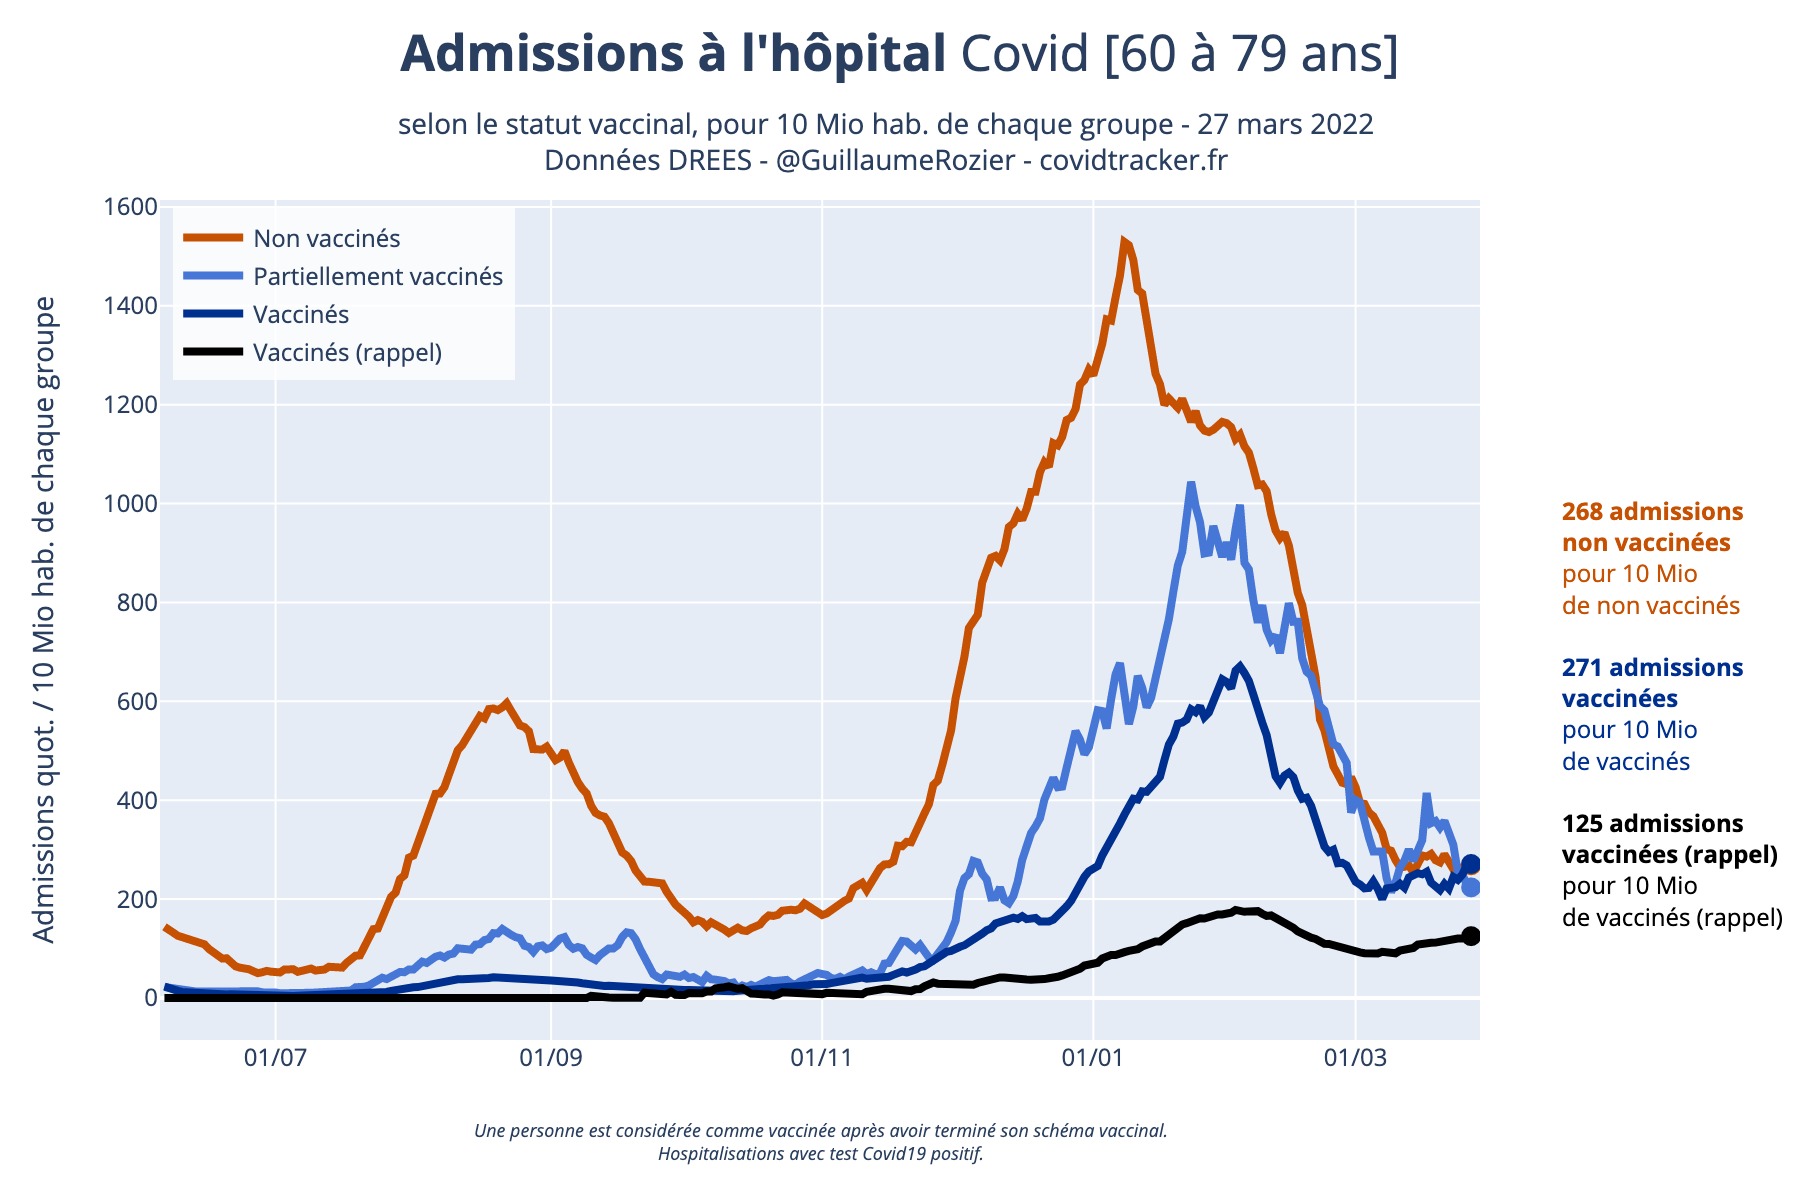 Admissions à l'hôpital Covid [60 à 79 ans]
selon le statut vaccinal, pour 10 Mio hab. de chaque groupe - 27 mars 2022
Données DREES - @GuillaumeRozier - covidtracker.fr
Admissions quot. / 10 Mio hab. de chaque groupe
1600
1400
1200
1000
800
600
400
200
0
Non vaccinés
Partiellement vaccinés
Vaccinés
Vaccinés (rappel)
01/07
01/09
01/11
01/01
01/03
268 admissions
non vaccinées
pour 10 Mio
de non vaccinés
271 admissions
vaccinées
pour 10 Mio
de vaccinés
125 admissions
vaccinées (rappel)
pour 10 Mio
de vaccinés (rappel)
Une personne est considérée comme vaccinée après avoir terminé son schéma vaccinal.
Hospitalisations avec test Covid19 positif.